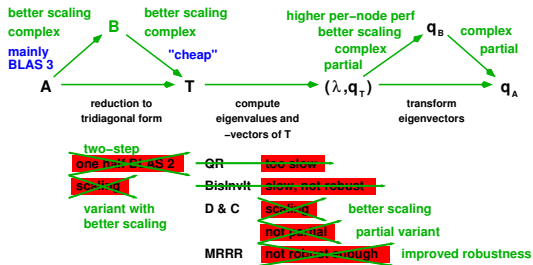 better scaling
complex
B
better scaling
complex
mainly
BLAS 3
"cheap"
higher per-node perf
better scaling
complex
partial
q_B
complex
partial
A
T
(λ,q_T)
q_A
reduction to
tridiagonal form
compute
eigenvalues and
-vectors of T
transform
eigenvectors
two-step
one half BLAS 2
QR
too slow
scaling
BisInvIt
slow, not robust
variant with
better scaling
D & C
scaling
better scaling
not partial
partial variant
MRRR
not robust enough
improved robustness